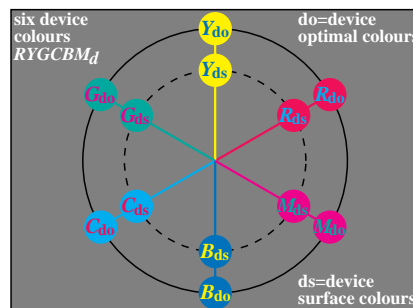 six device
colours
RYGCBMd
do=device
optimal colours
Ydo
Yds
Gdo
Gds
Rdo
Rds
Cds
Cdo
Mds
Mdo
Bds
Bdo
ds=device
surface colours